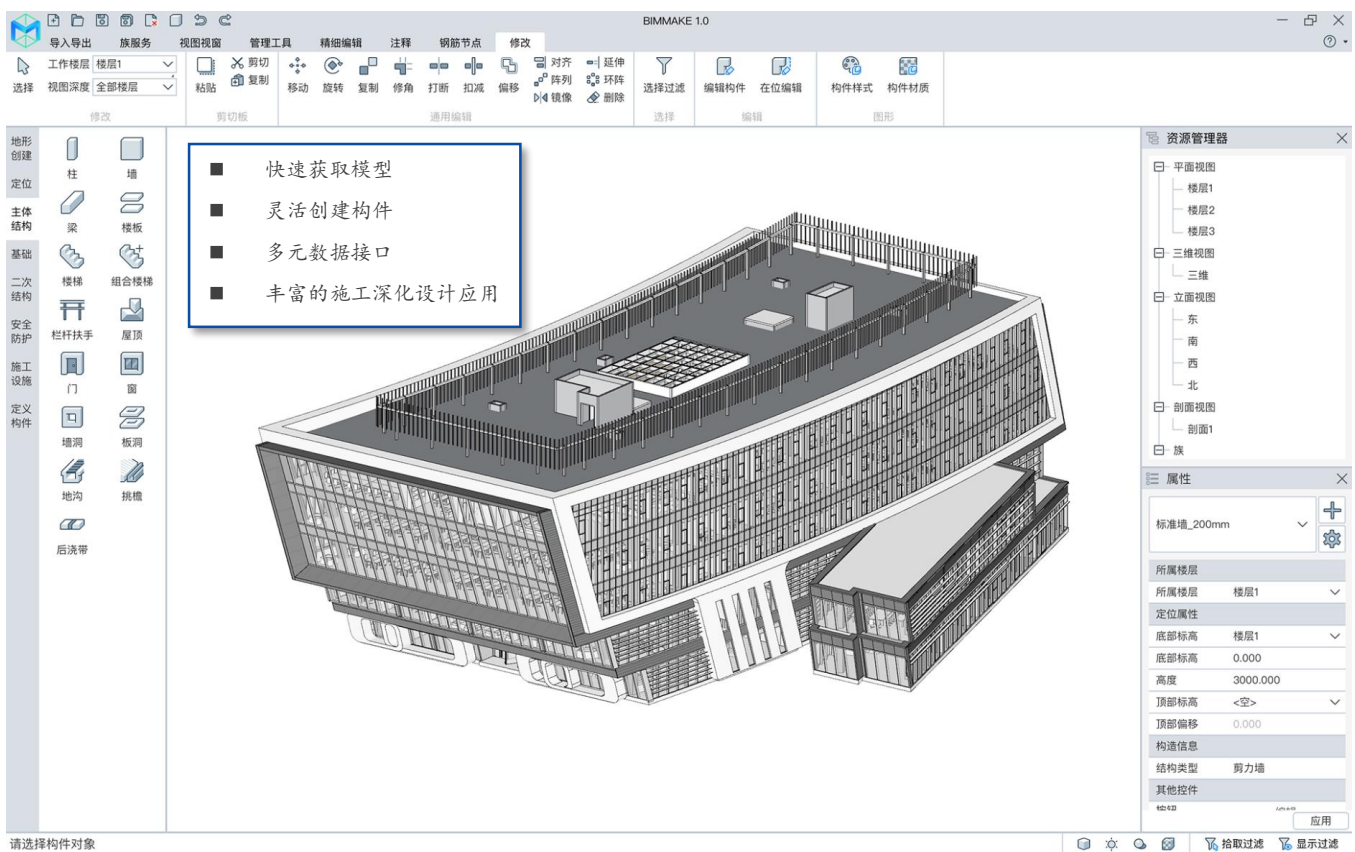 BIMMAKE 1.0
导入导出 族服务 视图视窗 管理工具 精细编辑 注释 钢筋节点 修改
选择
工作楼层 楼层1
视图深度 全部楼层
修改
粘贴 剪切
复制
剪切板
移动 旋转 复制 修角 打断 扣减 偏移
对齐 延伸
阵列 环阵
镜像 删除
通用编辑
选择过滤
选择
编辑构件 在位编辑
编辑
构件样式 构件材质
图形
地形
创建
定位
主体
结构
基础
二次
结构
安全
防护
施工
设施
定义
构件
柱 墙
梁 楼板
楼梯 组合楼梯
栏杆扶手 屋顶
门 窗
墙洞 板洞
地沟 挑檐
后浇带
■ 快速获取模型
■ 灵活创建构件
■ 多元数据接口
■ 丰富的施工深化设计应用
资源管理器
平面视图
楼层1
楼层2
楼层3
三维视图
三维
立面视图
东
南
西
北
剖面视图
剖面1
族
属性
标准墙_200mm
所属楼层
所属楼层 楼层1
定位属性
底部标高 楼层1
底部标高 0.000
高度 3000.000
顶部标高 <空>
顶部偏移 0.000
构造信息
结构类型 剪力墙
其他控件
应用
请选择构件对象
拾取过滤 显示过滤